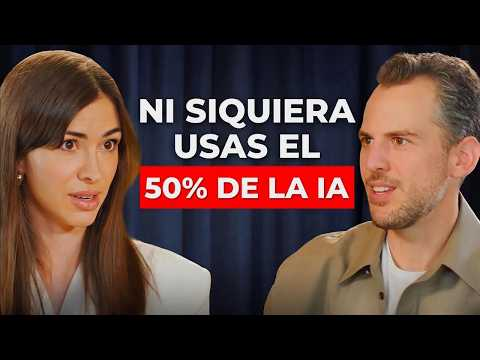 NI SIQUIERA
USAS EL
50% DE LA IA